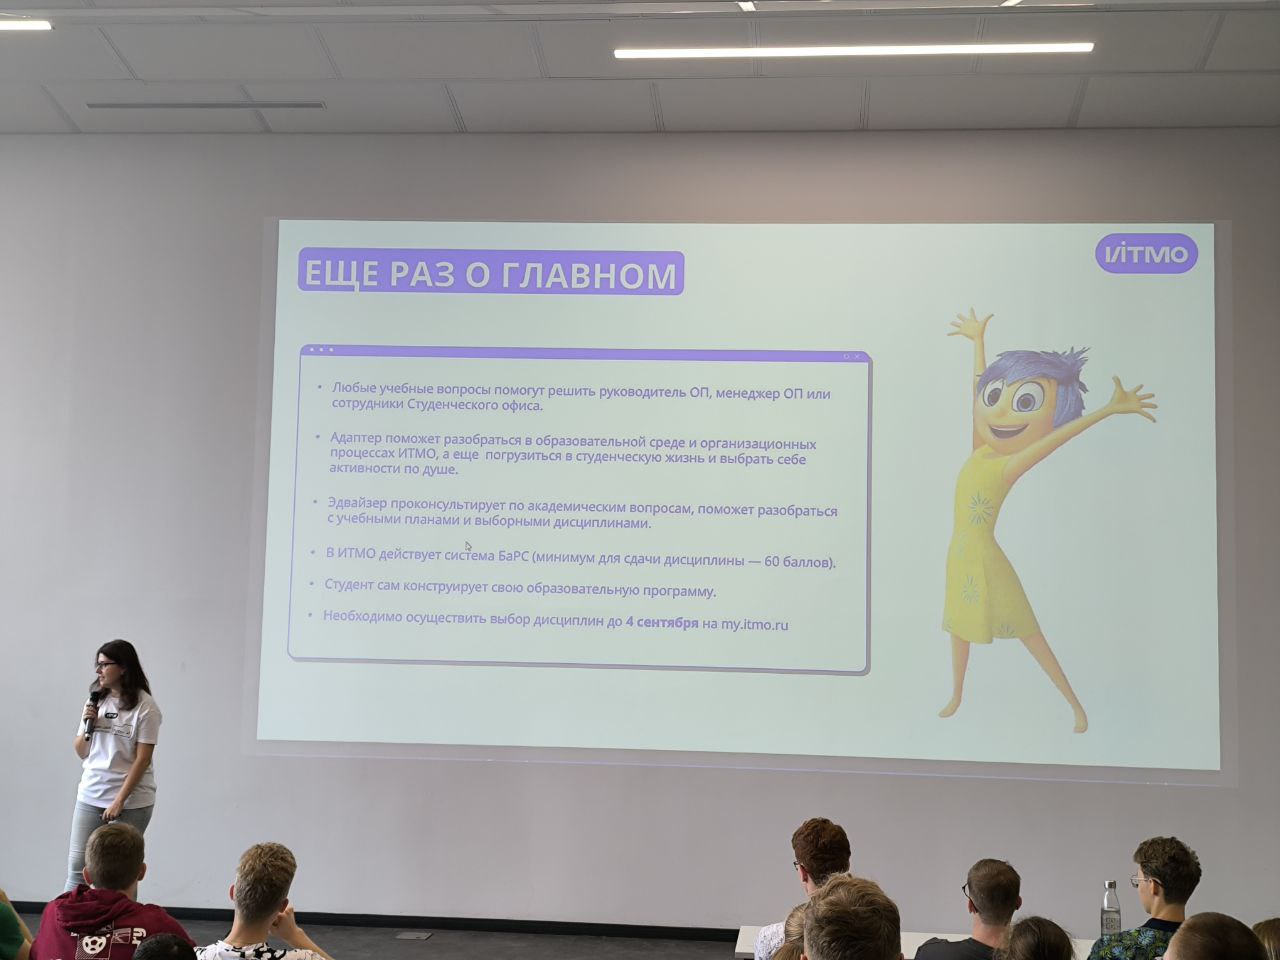 ЕЩЕ РАЗ О ГЛАВНОМ
ИТМО
• Любые учебные вопросы помогут решить руководитель ОП, менеджер ОП или
сотрудники Студенческого офиса.
• Адаптер поможет разобраться в образовательной среде и организационных
процессах ИТМО, а еще погрузиться в студенческую жизнь и выбрать себе
активности по душе.
• Эдвайзер проконсультирует по академическим вопросам, поможет разобраться
с учебными планами и выборными дисциплинами.
• В ИТМО действует система БаРС (минимум для сдачи дисциплины — 60 баллов).
• Студент сам конструирует свою образовательную программу.
• Необходимо осуществить выбор дисциплин до 4 сентября на my.itmo.ru